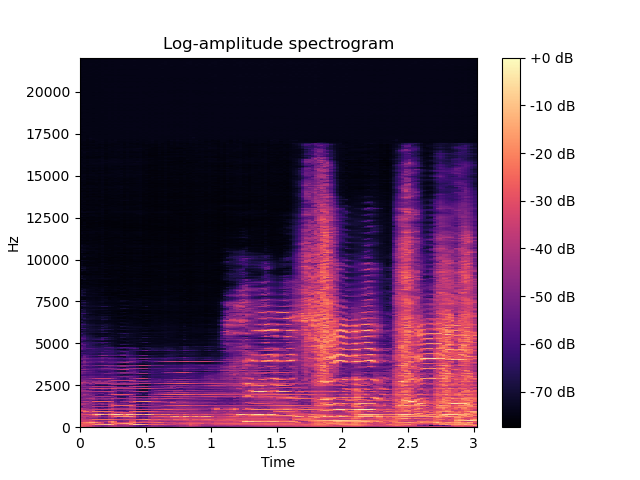 Log-amplitude spectrogram
Hz
20000
17500
15000
12500
10000
7500
5000
2500
0
0 0.5 1 1.5 2 2.5 3
Time
+0 dB
-10 dB
-20 dB
-30 dB
-40 dB
-50 dB
-60 dB
-70 dB